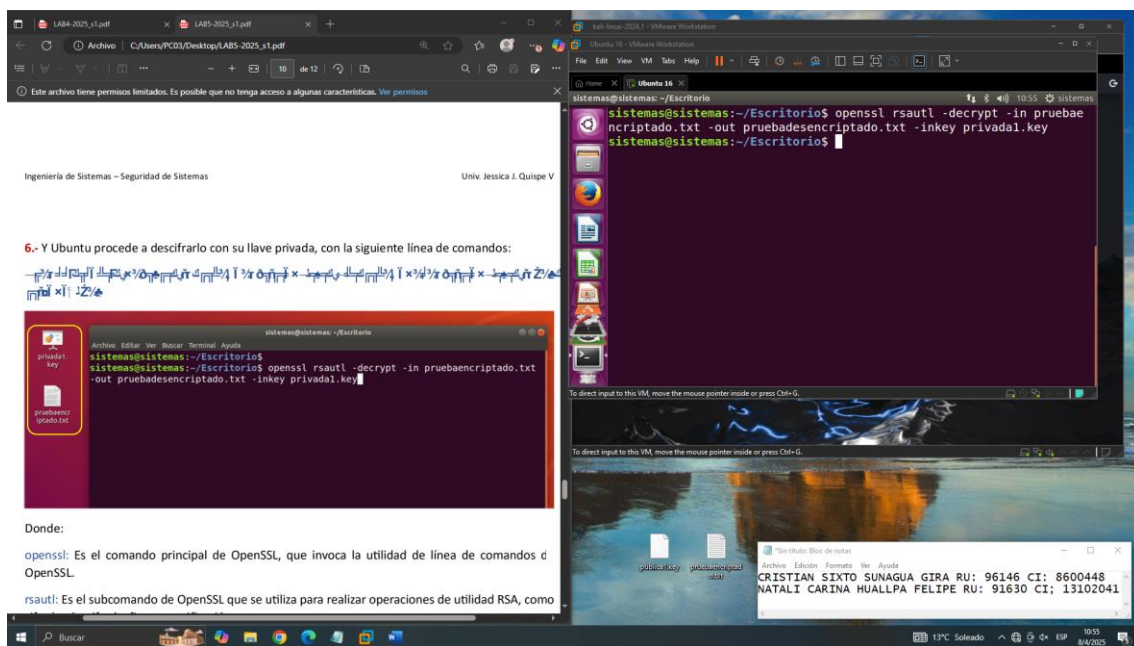 LAB4-2025_s1.pdf
LAB5-2025_s1.pdf
Archivo
C:/Users/PC03/Desktop/LAB5-2025_s1.pdf
10
de 12
Este archivo tiene permisos limitados. Es posible que no tenga acceso a algunas características. Ver permisos
Ingeniería de Sistemas – Seguridad de Sistemas
Univ. Jessica J. Quispe V
6.- Y Ubuntu procede a descifrarlo con su llave privada, con la siguiente línea de comandos:
sistemas@sistemas: ~/Escritorio
Archivo Editar Ver Buscar Terminal Ayuda
privada1.
key
pruebaencr
iptado.txt
sistemas@sistemas:~/Escritorio$
sistemas@sistemas:~/Escritorio$ openssl rsautl -decrypt -in pruebaencriptado.txt
-out pruebadesencriptado.txt -inkey privada1.key
Donde:
openssl: Es el comando principal de OpenSSL, que invoca la utilidad de línea de comandos d
OpenSSL.
rsautl: Es el subcomando de OpenSSL que se utiliza para realizar operaciones de utilidad RSA, como
kali-linux-2024.1 - VMware Workstation
Ubuntu 16 - VMware Workstation
File Edit View VM Tabs Help
Home
Ubuntu 16
sistemas@sistemas: ~/Escritorio
10:55
sistemas
sistemas@sistemas:~/Escritorio$ openssl rsautl -decrypt -in pruebae
ncriptado.txt -out pruebadesencriptado.txt -inkey privada1.key
sistemas@sistemas:~/Escritorio$
To direct input to this VM, move the mouse pointer inside or press Ctrl+G.
To direct input to this VM, move the mouse pointer inside or press Ctrl+G.
publica1.key
pruebaencriptad
o.txt
*Sin título: Bloc de notas
Archivo Edición Formato Ver Ayuda
CRISTIAN SIXTO SUNAGUA GIRA RU: 96146 CI: 8600448
NATALI CARINA HUALLPA FELIPE RU: 91630 CI; 13102041
Buscar
13°C Soleado
ESP
10:55
8/4/2025